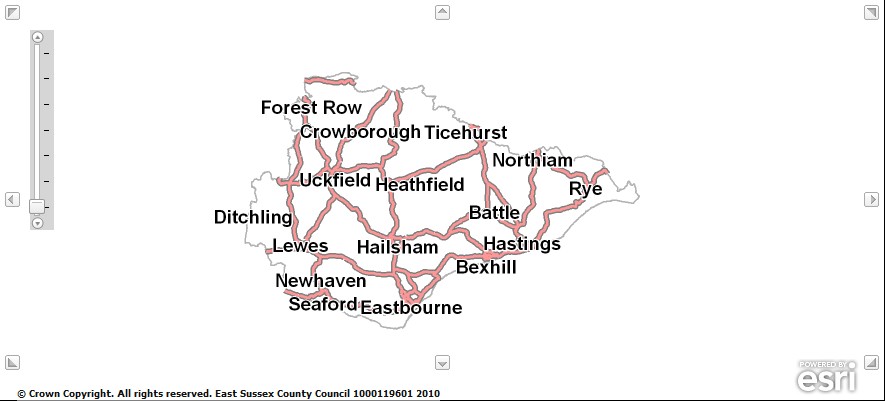 Forest Row
Crowborough
Ticehurst
Northiam
Uckfield
Heathfield
Rye
Ditchling
Battle
Lewes
Hailsham
Hastings
Bexhill
Newhaven
Seaford
Eastbourne
POWERED BY
esri
© Crown Copyright. All rights reserved. East Sussex County Council 1000119601 2010